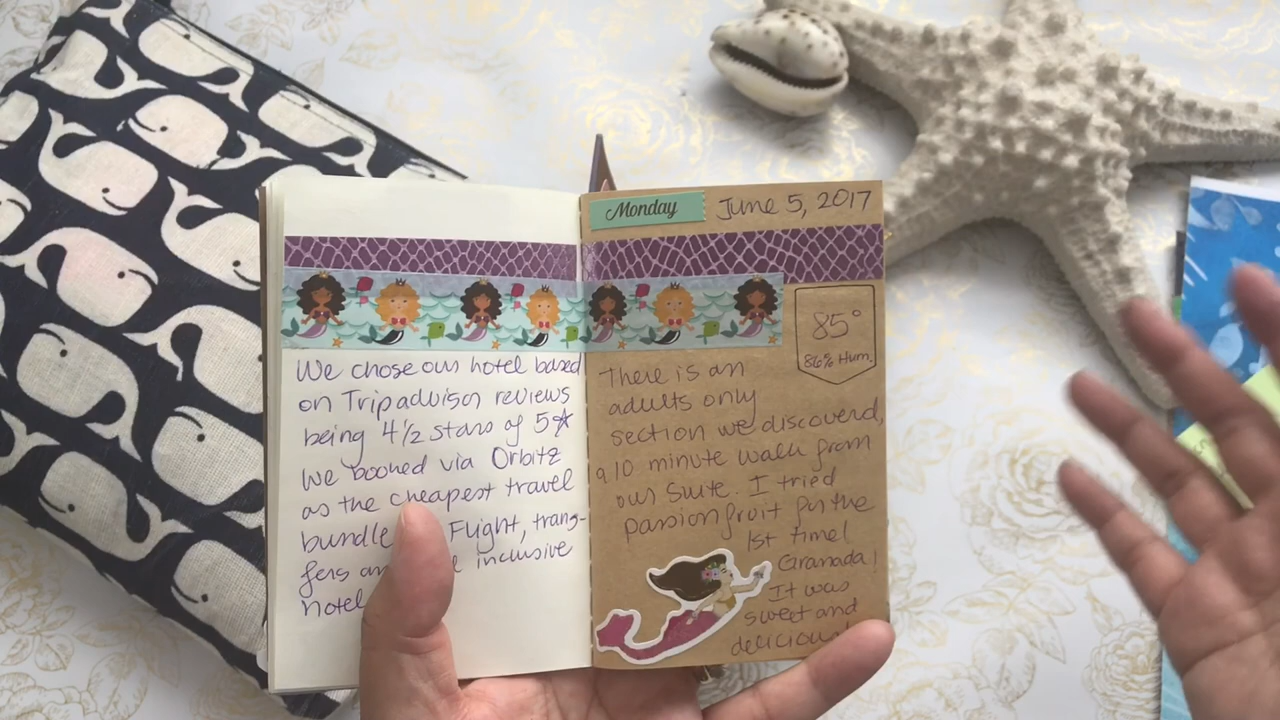 We chose our hotel based
on Tripadvisor reviews
being 4 1/2 stars of 5☆
we booked via Orbitz
as the cheapest travel
bundle Flight, trans-
fers inclusive
hotel
Monday June 5, 2017
85°
86% Hum.
There is an
adults only
section we discovered,
a 10 minute walk from
our suite. I tried
passionfruit for the
1st time!
Granada!
It was
sweet and
delicious!